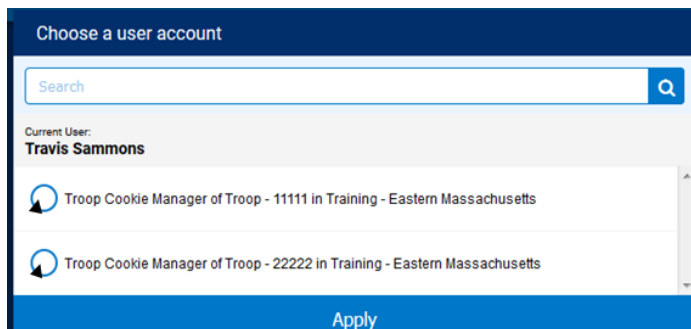 Choose a user account
Search
Current User:
Travis Sammons
Troop Cookie Manager of Troop - 11111 in Training - Eastern Massachusetts
Troop Cookie Manager of Troop - 22222 in Training - Eastern Massachusetts
Apply